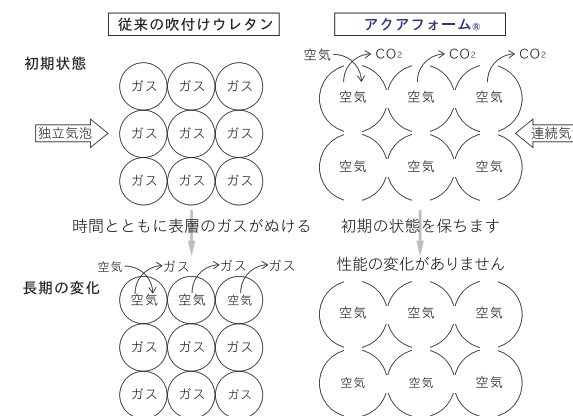 従来の吹付けウレタン
アクアフォーム®
初期状態
空気 CO2 CO2 CO2
ガス ガス ガス
空気 空気 空気
独立気泡
ガス ガス ガス
連続気
ガス ガス ガス
空気 空気 空気
時間とともに表層のガスがぬける
初期の状態を保ちます
性能の変化がありません
長期の変化
空気 ガス ガス ガス
空気 空気 空気
空気 空気 空気
ガス ガス ガス
ガス ガス ガス
空気 空気 空気